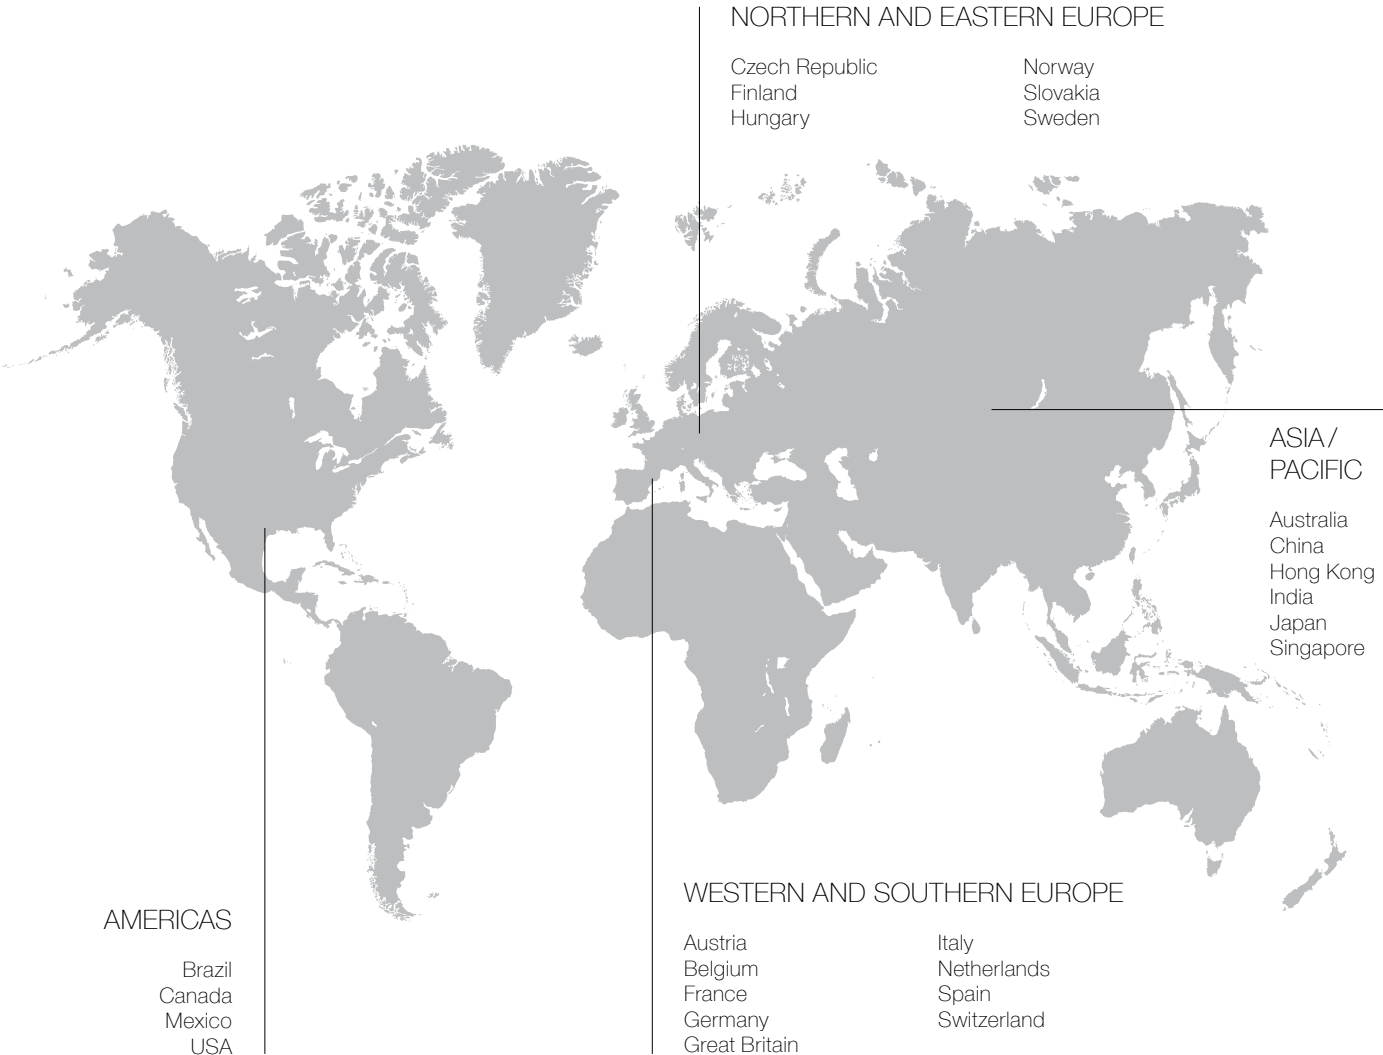 NORTHERN AND EASTERN EUROPE
Czech Republic
Finland
Hungary
Norway
Slovakia
Sweden
ASIA /
PACIFIC
Australia
China
Hong Kong
India
Japan
Singapore
WESTERN AND SOUTHERN EUROPE
Austria
Belgium
France
Germany
Great Britain
Italy
Netherlands
Spain
Switzerland
AMERICAS
Brazil
Canada
Mexico
USA